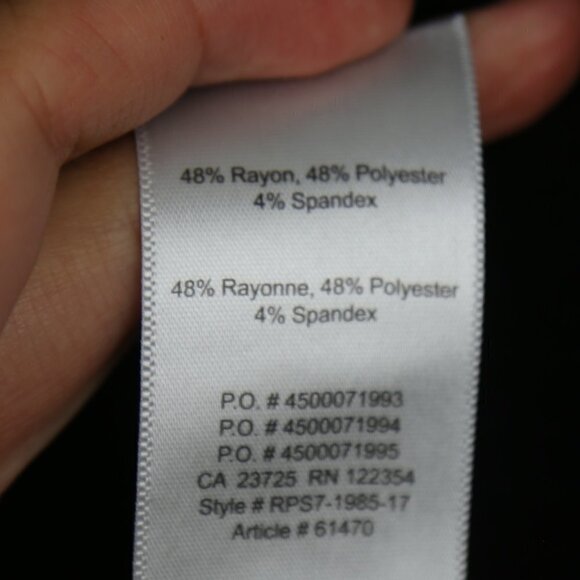 48% Rayon, 48% Polyester
4% Spandex
48% Rayonne, 48% Polyester
4% Spandex
P.O. # 4500071993
P.O. # 4500071994
P.O. # 4500071995
CA 23725 RN 122354
Style # RPS7-1985-17
Article # 61470